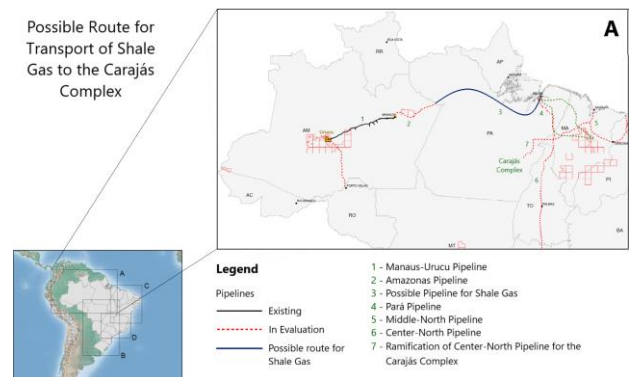 Possible Route for
Transport of Shale
Gas to the Carajás
Complex
A
RR
AP
AM
PA
MA
PI
AC
RO
TO
MT
BA
Urucu
PORTO VELHO
Carajás
Complex
1
2
3
4
5
6
7
A
C
D
B
Legend
Pipelines
Existing
In Evaluation
Possible route for
Shale Gas
1 - Manaus-Urucu Pipeline
2 - Amazonas Pipeline
3 - Possible Pipeline for Shale Gas
4 - Pará Pipeline
5 - Middle-North Pipeline
6 - Center-North Pipeline
7 - Ramification of Center-North Pipeline for the
Carajás Complex